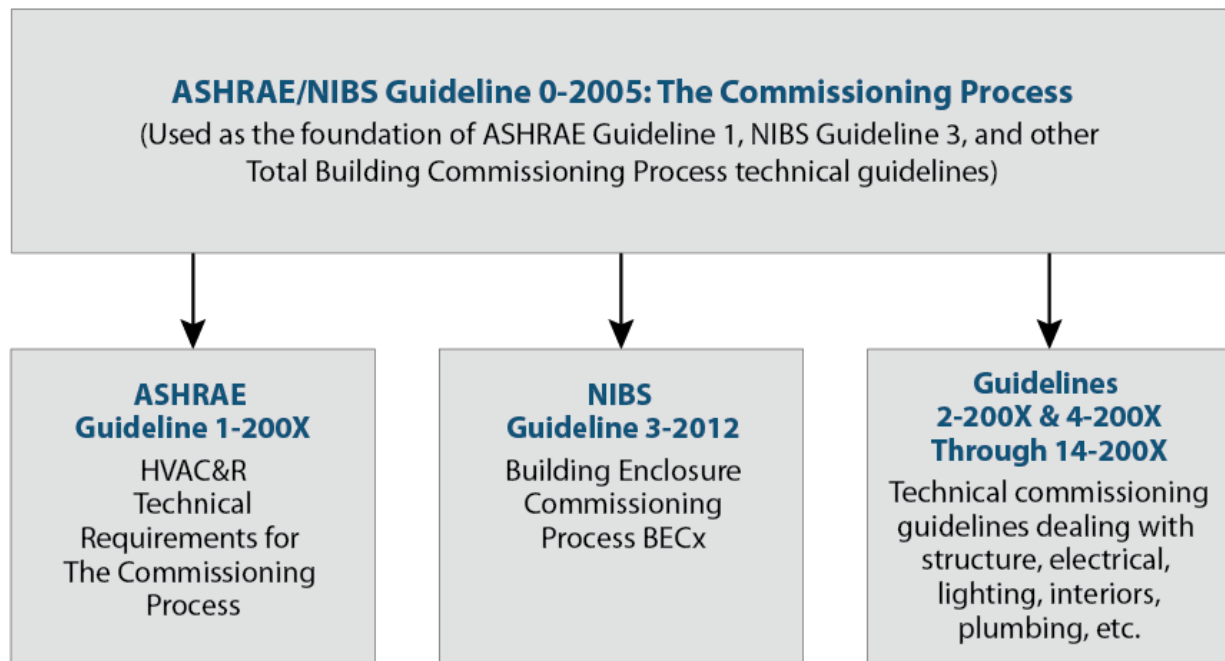 ASHRAE/NIBS Guideline 0-2005: The Commissioning Process
(Used as the foundation of ASHRAE Guideline 1, NIBS Guideline 3, and other
Total Building Commissioning Process technical guidelines)
ASHRAE
Guideline 1-200X
HVAC&R
Technical
Requirements for
The Commissioning
Process
NIBS
Guideline 3-2012
Building Enclosure
Commissioning
Process BECx
Guidelines
2-200X & 4-200X
Through 14-200X
Technical commissioning
guidelines dealing with
structure, electrical,
lighting, interiors,
plumbing, etc.